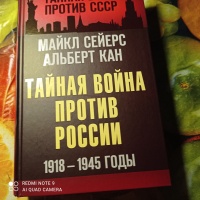 ТАЙНАЯ
ПРОТИВ СССР
МАЙКЛ СЕЙЕРС
АЛЬБЕРТ КАН
ТАЙНАЯ ВОЙНА
ПРОТИВ
РОССИИ
1918 – 1945 ГОДЫ
REDMI NOTE 9
AI QUAD CAMERA